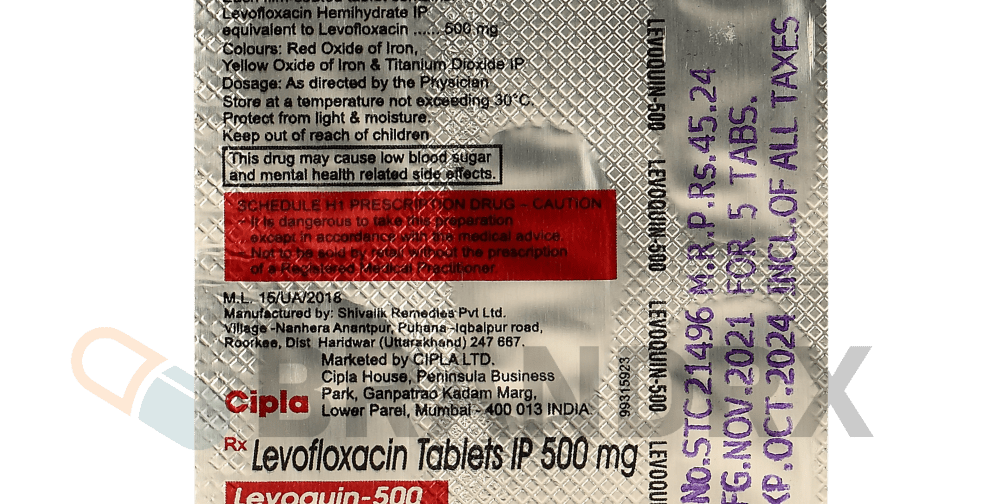 Each film coated tablet contains:
Levofloxacin Hemihydrate IP
equivalent to Levofloxacin ...... 500 mg
Colours: Red Oxide of Iron,
Yellow Oxide of Iron & Titanium Dioxide IP
Dosage: As directed by the Physician
Store at a temperature not exceeding 30°C.
Protect from light & moisture.
Keep out of reach of children
This drug may cause low blood sugar
and mental health related side effects.
SCHEDULE H1 PRESCRIPTION DRUG – CAUTION
- It is dangerous to take this preparation
except in accordance with the medical advice.
- Not to be sold by retail without the prescription
of a Registered Medical Practitioner.
M.L. 16/UA/2018
Manufactured by: Shivalik Remedies Pvt Ltd.
Village -Nanhera Anantpur, Puhana -Iqbalpur road,
Roorkee, Dist Haridwar (Uttarakhand) 247 667.
Marketed by CIPLA LTD.
Cipla House, Peninsula Business
Park, Ganpatrao Kadam Marg,
Lower Parel, Mumbai - 400 013 INDIA.
Cipla
Rx Levofloxacin Tablets IP 500 mg
Levoquin-500
99315923
LEVOQUIN-500 LEVOQUIN-500 LEVOQUIN-500 LEVOQUIN
NO.STC21496 M.R.P.Rs.45.24
FG.NOV.2021 FOR 5 TABS.
XP.OCT.2024 INCL.OF ALL TAXES